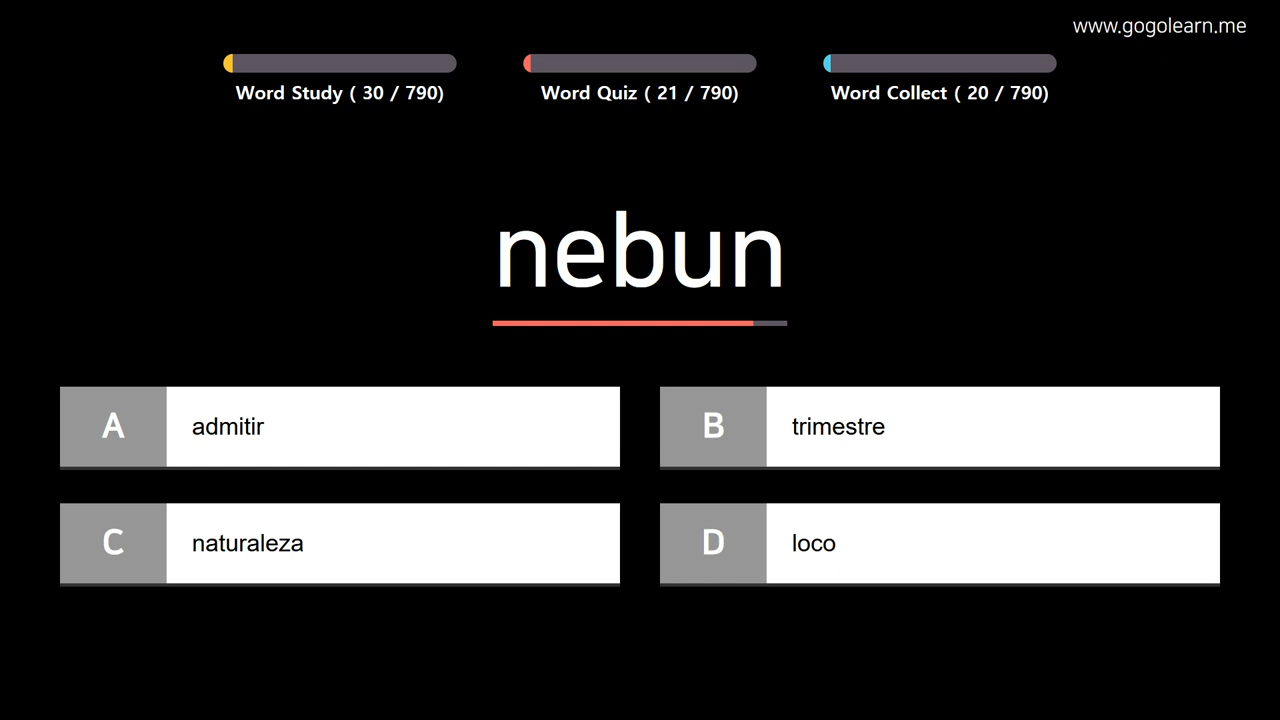 www.gogolearn.me
Word Study ( 30 / 790)
Word Quiz ( 21 / 790)
Word Collect ( 20 / 790)
nebun
A admitir
B trimestre
C naturaleza
D loco